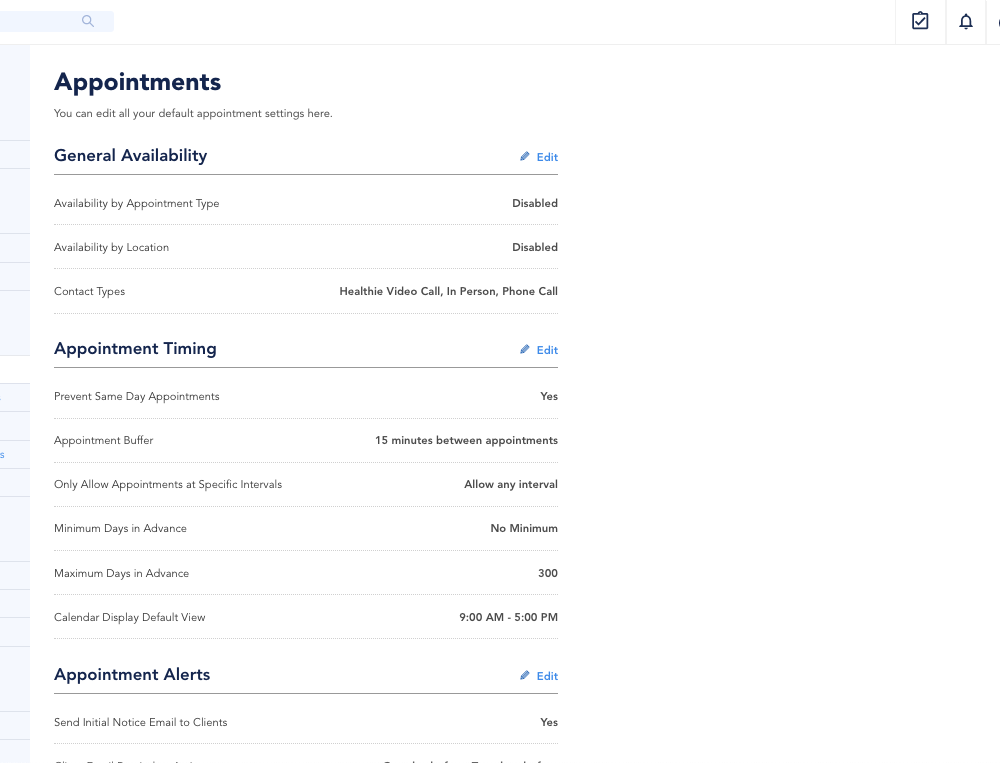 Appointments
You can edit all your default appointment settings here.
General Availability Edit
Availability by Appointment Type Disabled
Availability by Location Disabled
Contact Types Healthie Video Call, In Person, Phone Call
Appointment Timing Edit
Prevent Same Day Appointments Yes
Appointment Buffer 15 minutes between appointments
Only Allow Appointments at Specific Intervals Allow any interval
Minimum Days in Advance No Minimum
Maximum Days in Advance 300
Calendar Display Default View 9:00 AM - 5:00 PM
Appointment Alerts Edit
Send Initial Notice Email to Clients Yes